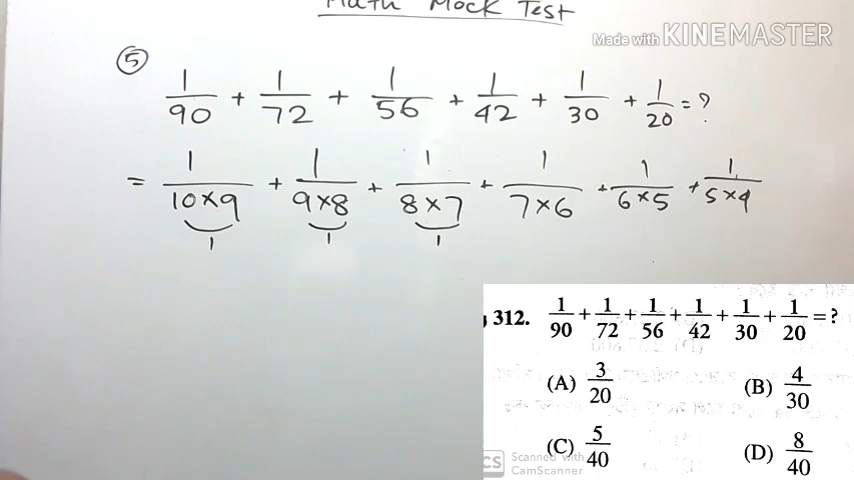 Math Mock Test
Made with KINEMASTER
5
1/90 + 1/72 + 1/56 + 1/42 + 1/30 + 1/20 = ?
= 1/10×9 + 1/9×8 + 1/8×7 + 1/7×6 + 1/6×5 + 1/5×4
1 1 1
312. 1/90 + 1/72 + 1/56 + 1/42 + 1/30 + 1/20 = ?
(A) 3/20 (B) 4/30
(C) 5/40 (D) 8/40
CS Scanned with
CamScanner